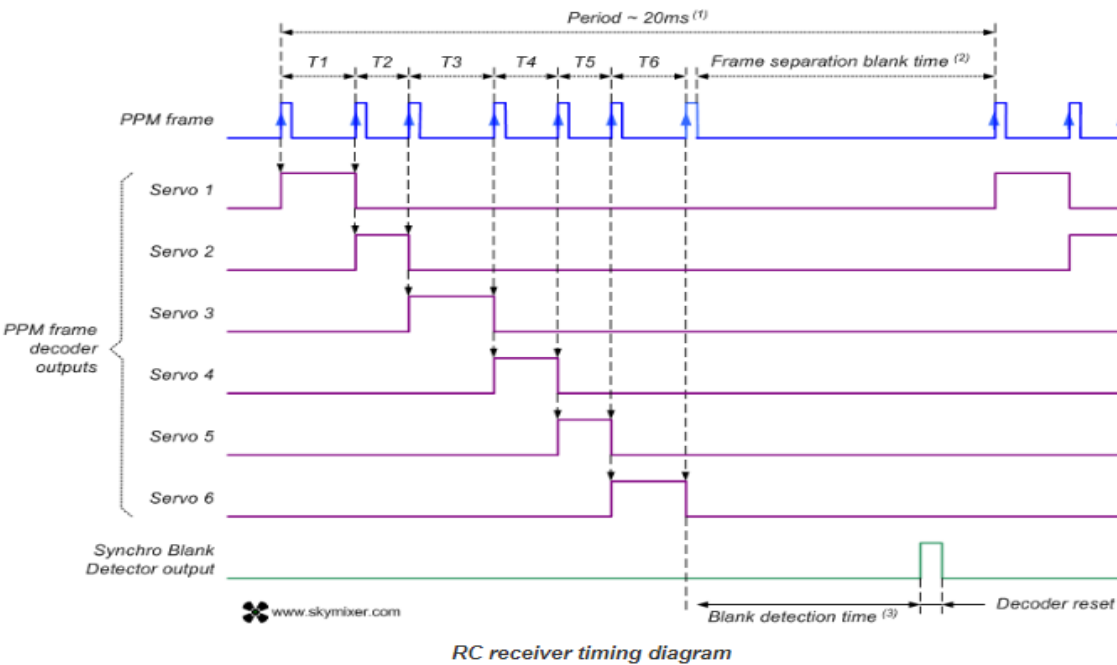 Period ~ 20ms (1)
T1 T2 T3 T4 T5 T6 Frame separation blank time (2)
PPM frame
Servo 1
Servo 2
Servo 3
PPM frame
decoder
outputs
Servo 4
Servo 5
Servo 6
Synchro Blank
Detector output
www.skymixer.com
Blank detection time (3)
Decoder reset
RC receiver timing diagram